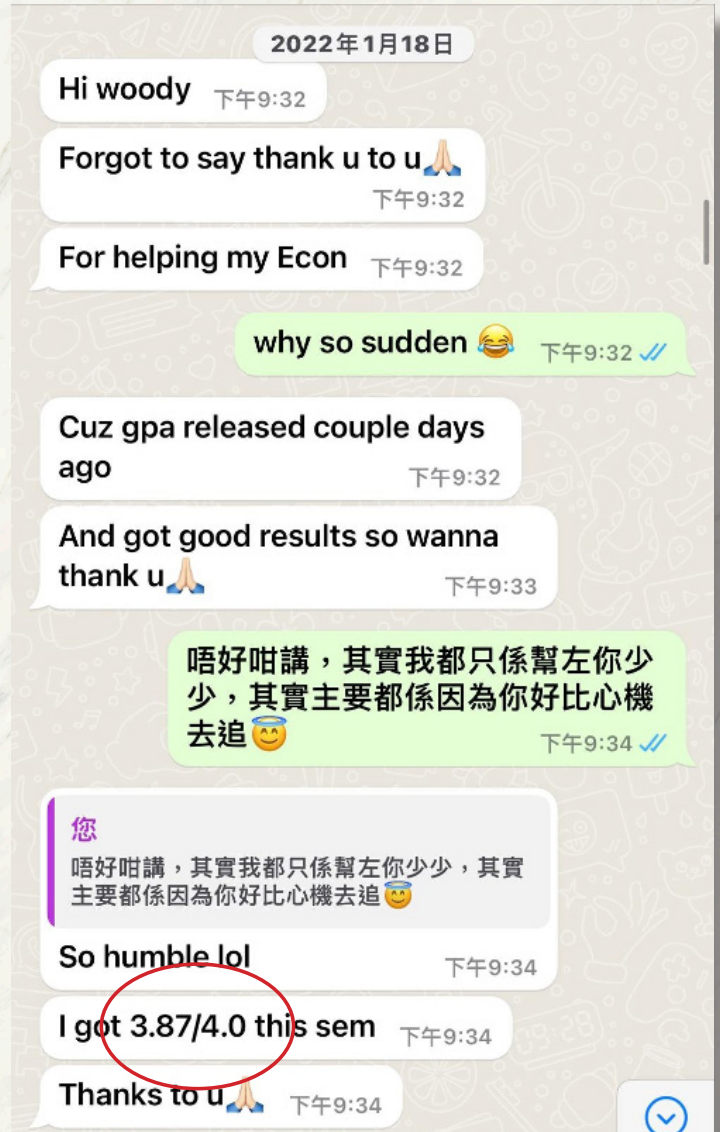 2022年1月18日
Hi woody 下午9:32
Forgot to say thank u to u🙏🏻
下午9:32
For helping my Econ 下午9:32
why so sudden 😂 下午9:32
Cuz gpa released couple days
ago 下午9:32
And got good results so wanna
thank u🙏🏻 下午9:33
唔好咁講，其實我都只係幫左你少
少，其實主要都係因為你好比心機
去追😇 下午9:34
您
唔好咁講，其實我都只係幫左你少少，其實
主要都係因為你好比心機去追😇
So humble lol 下午9:34
I got 3.87/4.0 this sem 下午9:34
Thanks to u🙏🏻 下午9:34